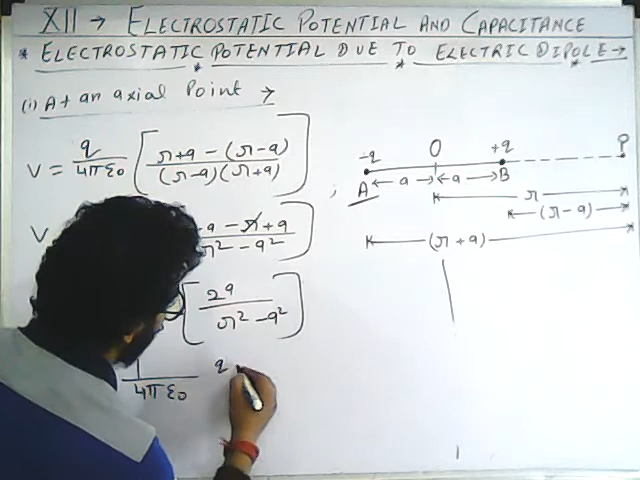 XII → ELECTROSTATIC POTENTIAL AND CAPACITANCE
* ELECTROSTATIC POTENTIAL DUE TO ELECTRIC DIPOLE →
(i) At an axial Point →
V = q/4πε0 [ r+a-(r-a) / (r-a)(r+a) ]
V a - r + a / r² - a²
[ 2a / r² - a² ]
1/4πε0 q
-q O +q P
A a a B
r
(r-a)
(r+a)